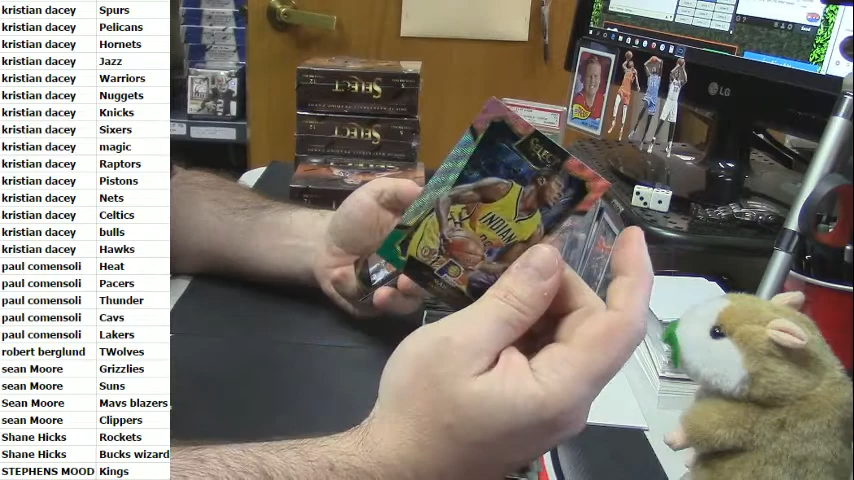 kristian dacey Spurs
kristian dacey Pelicans
kristian dacey Hornets
kristian dacey Jazz
kristian dacey Warriors
kristian dacey Nuggets
kristian dacey Knicks
kristian dacey Sixers
kristian dacey magic
kristian dacey Raptors
kristian dacey Pistons
kristian dacey Nets
kristian dacey Celtics
kristian dacey bulls
kristian dacey Hawks
paul comensoli Heat
paul comensoli Pacers
paul comensoli Thunder
paul comensoli Cavs
paul comensoli Lakers
robert berglund TWolves
sean Moore Grizzlies
sean Moore Suns
Sean Moore Mavs blazers
sean Moore Clippers
Shane Hicks Rockets
Shane Hicks Bucks wizard
STEPHENS MOOD Kings
SELECT
SELECT
SELECT
INDIANA
LG